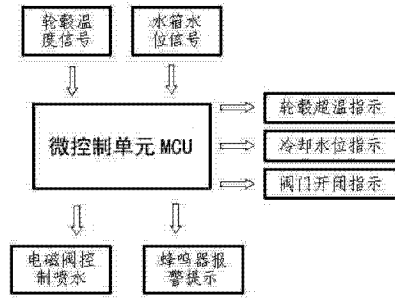 轮毂温
度信号
水箱水
位信号
微控制单元 MCU
轮毂超温指示
冷却水位指示
阀门开闭指示
电磁阀控
制喷水
蜂鸣器报
警提示